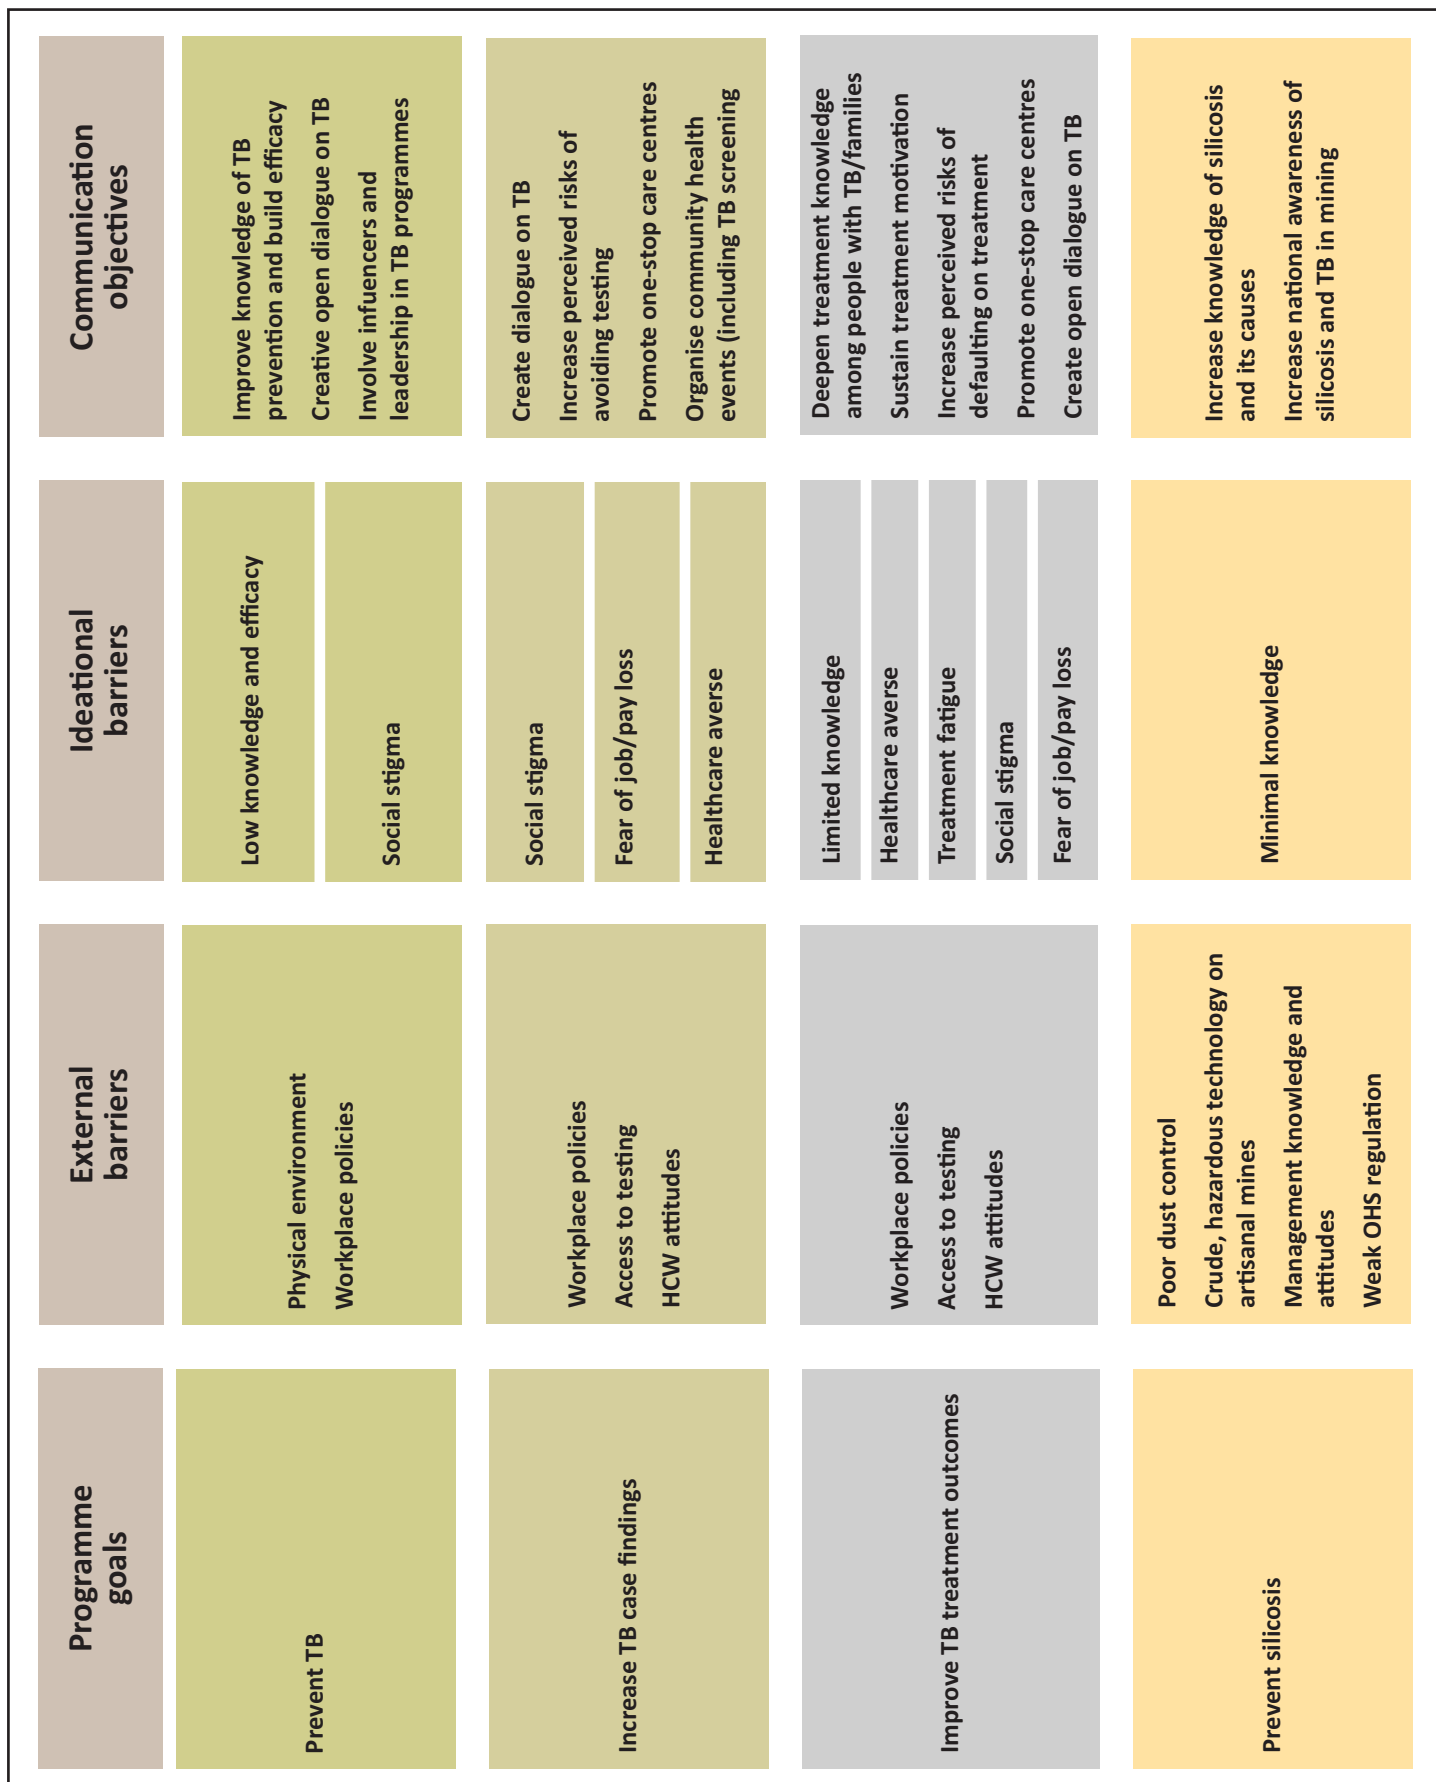 Programme
goals
External
barriers
Ideational
barriers
Communication
objectives
Prevent TB
Physical environment
Workplace policies
Low knowledge and efficacy
Social stigma
Improve knowledge of TB
prevention and build efficacy
Creative open dialogue on TB
Involve influencers and
leadership in TB programmes
Increase TB case findings
Workplace policies
Access to testing
HCW attitudes
Social stigma
Fear of job/pay loss
Healthcare averse
Create dialogue on TB
Increase perceived risks of
avoiding testing
Promote one-stop care centres
Organise community health
events (including TB screening
Improve TB treatment outcomes
Workplace policies
Access to testing
HCW attitudes
Limited knowledge
Healthcare averse
Treatment fatigue
Social stigma
Fear of job/pay loss
Deepen treatment knowledge
among people with TB/families
Sustain treatment motivation
Increase perceived risks of
defaulting on treatment
Promote one-stop care centres
Create open dialogue on TB
Prevent silicosis
Poor dust control
Crude, hazardous technology on
artisanal mines
Management knowledge and
attitudes
Weak OHS regulation
Minimal knowledge
Increase knowledge of silicosis
and its causes
Increase national awareness of
silicosis and TB in mining